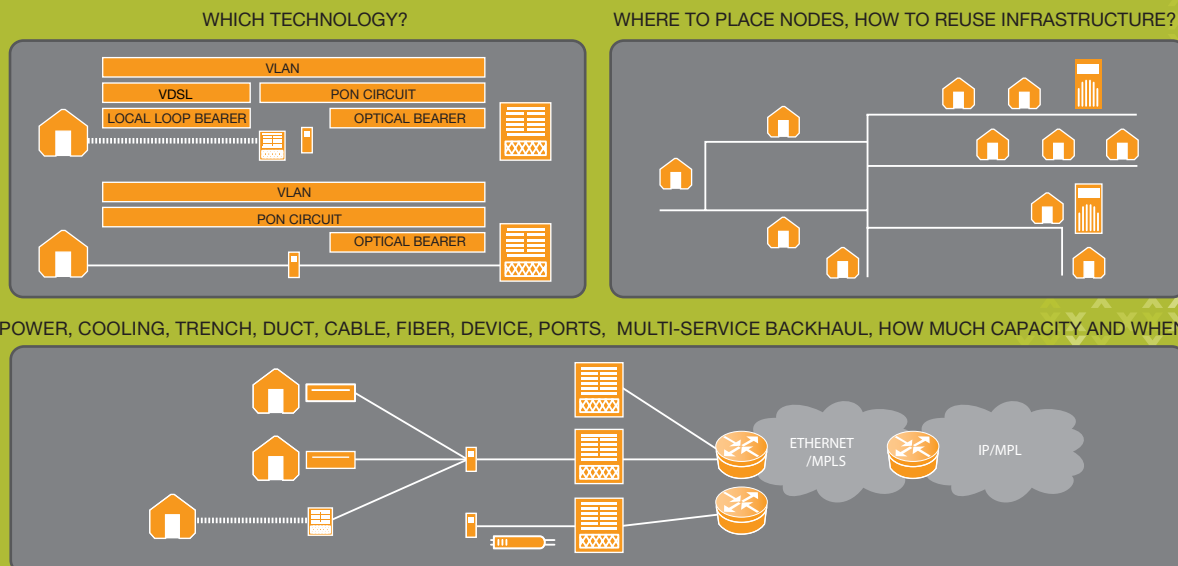 WHICH TECHNOLOGY?
VLAN
VDSL
PON CIRCUIT
LOCAL LOOP BEARER
OPTICAL BEARER
VLAN
PON CIRCUIT
OPTICAL BEARER
WHERE TO PLACE NODES, HOW TO REUSE INFRASTRUCTURE?
POWER, COOLING, TRENCH, DUCT, CABLE, FIBER, DEVICE, PORTS, MULTI-SERVICE BACKHAUL, HOW MUCH CAPACITY AND WHEN
ETHERNET
/MPLS
IP/MPL